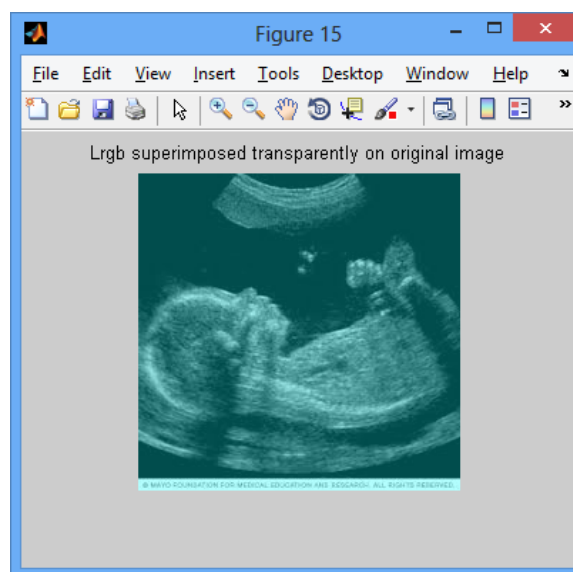 Figure 15
File Edit View Insert Tools Desktop Window Help
Lrgb superimposed transparently on original image
© MAYO FOUNDATION FOR MEDICAL EDUCATION AND RESEARCH. ALL RIGHTS RESERVED.